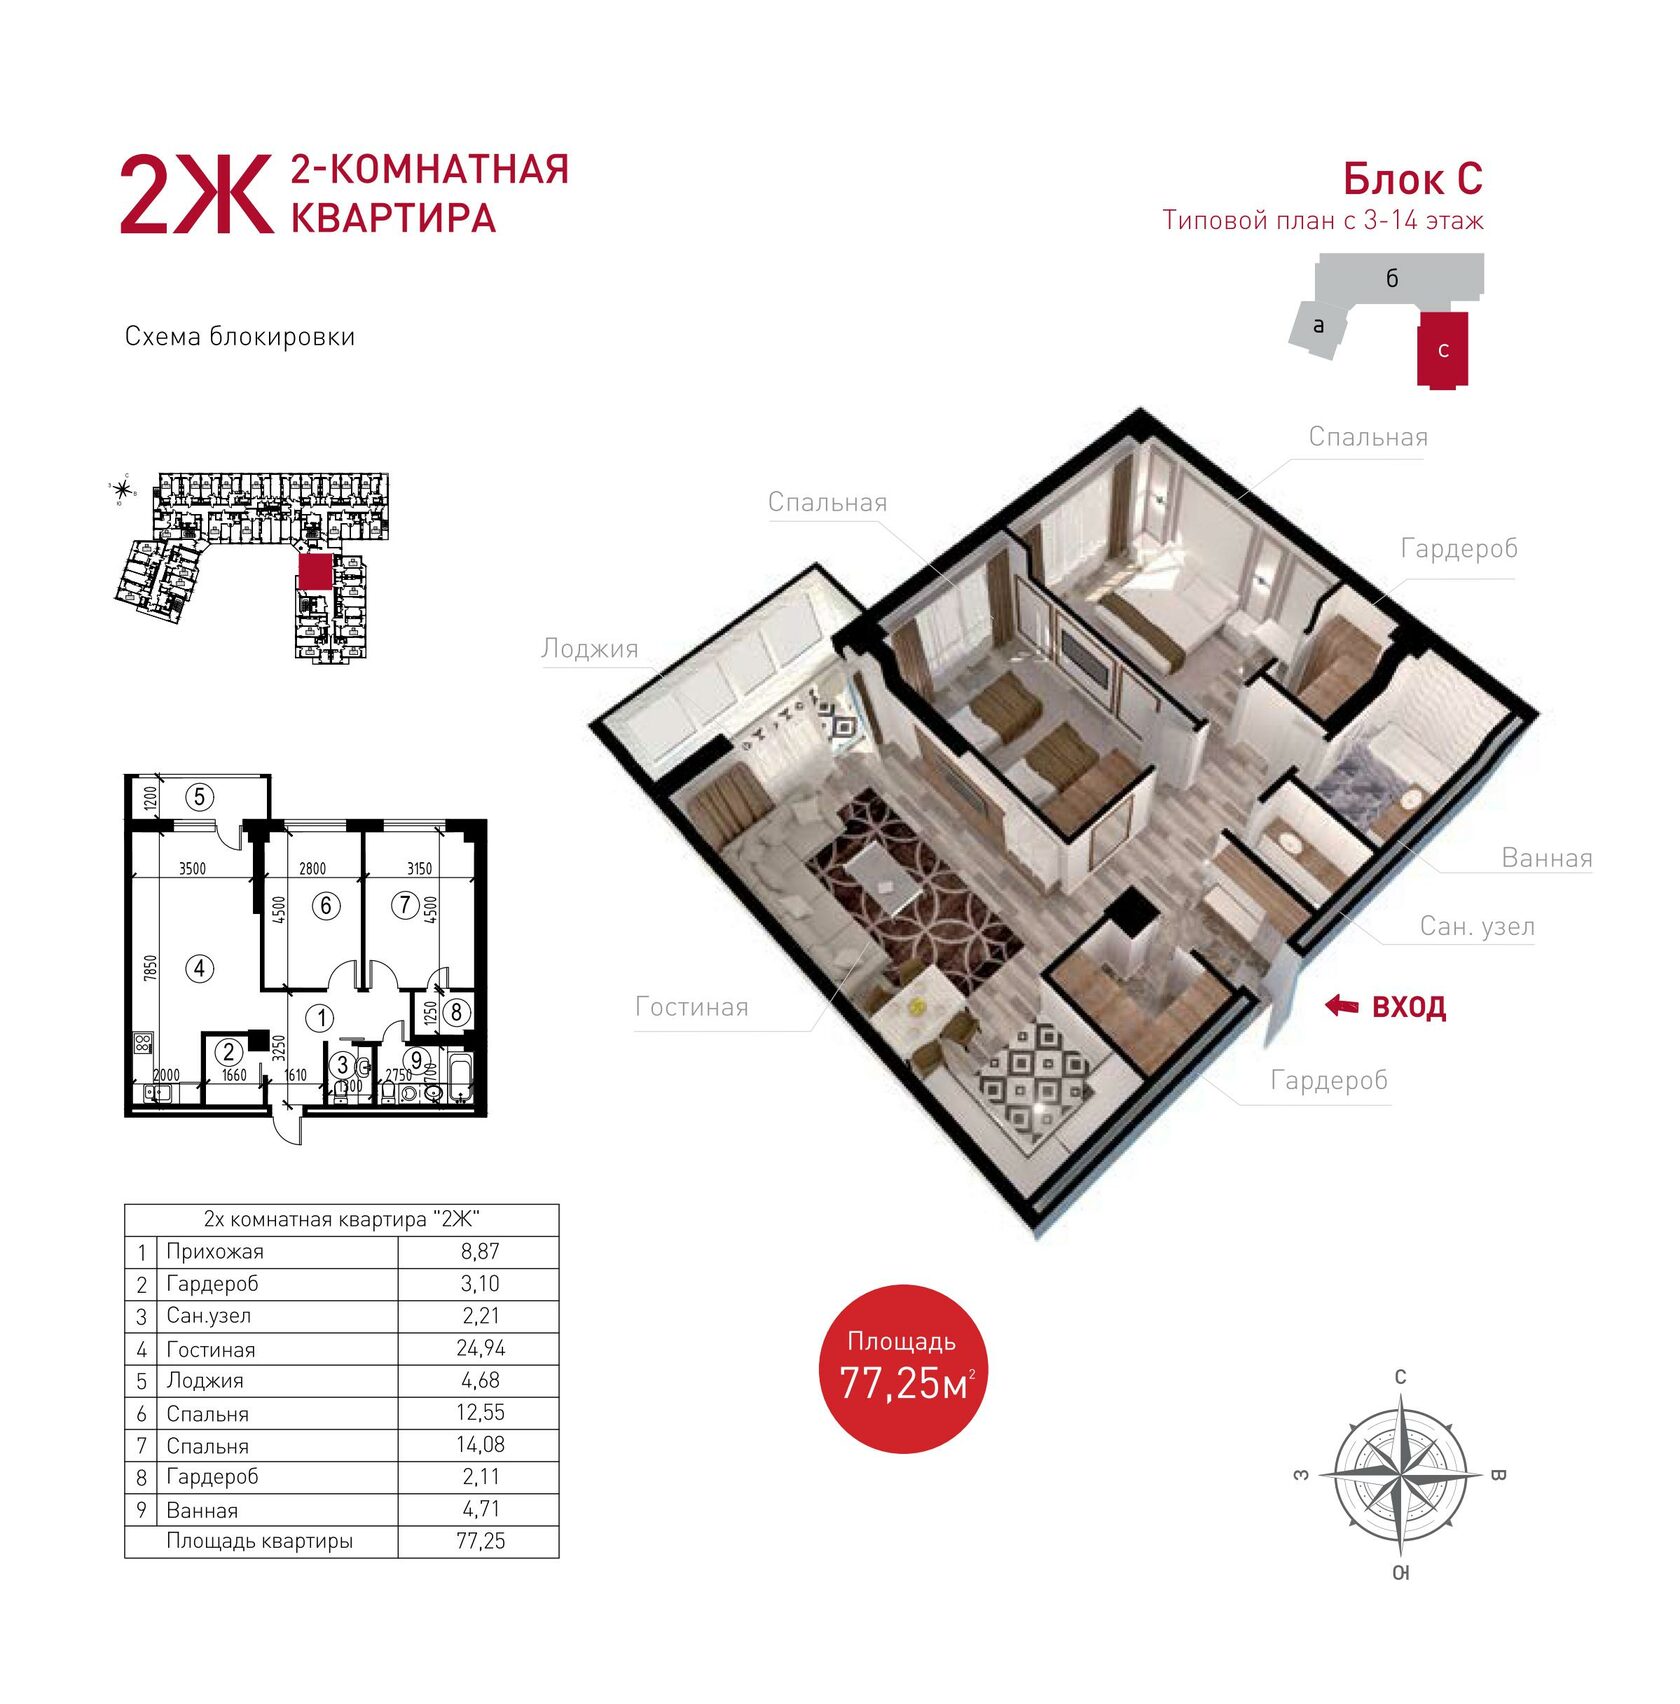 2Ж
2-КОМНАТНАЯ
КВАРТИРА
Блок С
Типовой план с 3-14 этаж
б
а
с
Схема блокировки
С
З
В
Ю
Спальная
Спальная
Гардероб
Лоджия
Ванная
Сан. узел
Гостиная
ВХОД
Гардероб
1200
5
3500
2800
3150
4500
6
7
4500
7850
4
1
1250
8
3250
2
3
9
2000
1660
1610
1300
2750
1700
2х комнатная квартира "2Ж"
1 Прихожая 8,87
2 Гардероб 3,10
3 Сан.узел 2,21
4 Гостиная 24,94
5 Лоджия 4,68
6 Спальня 12,55
7 Спальня 14,08
8 Гардероб 2,11
9 Ванная 4,71
Площадь квартиры 77,25
Площадь
77,25м²
С
З
В
Ю